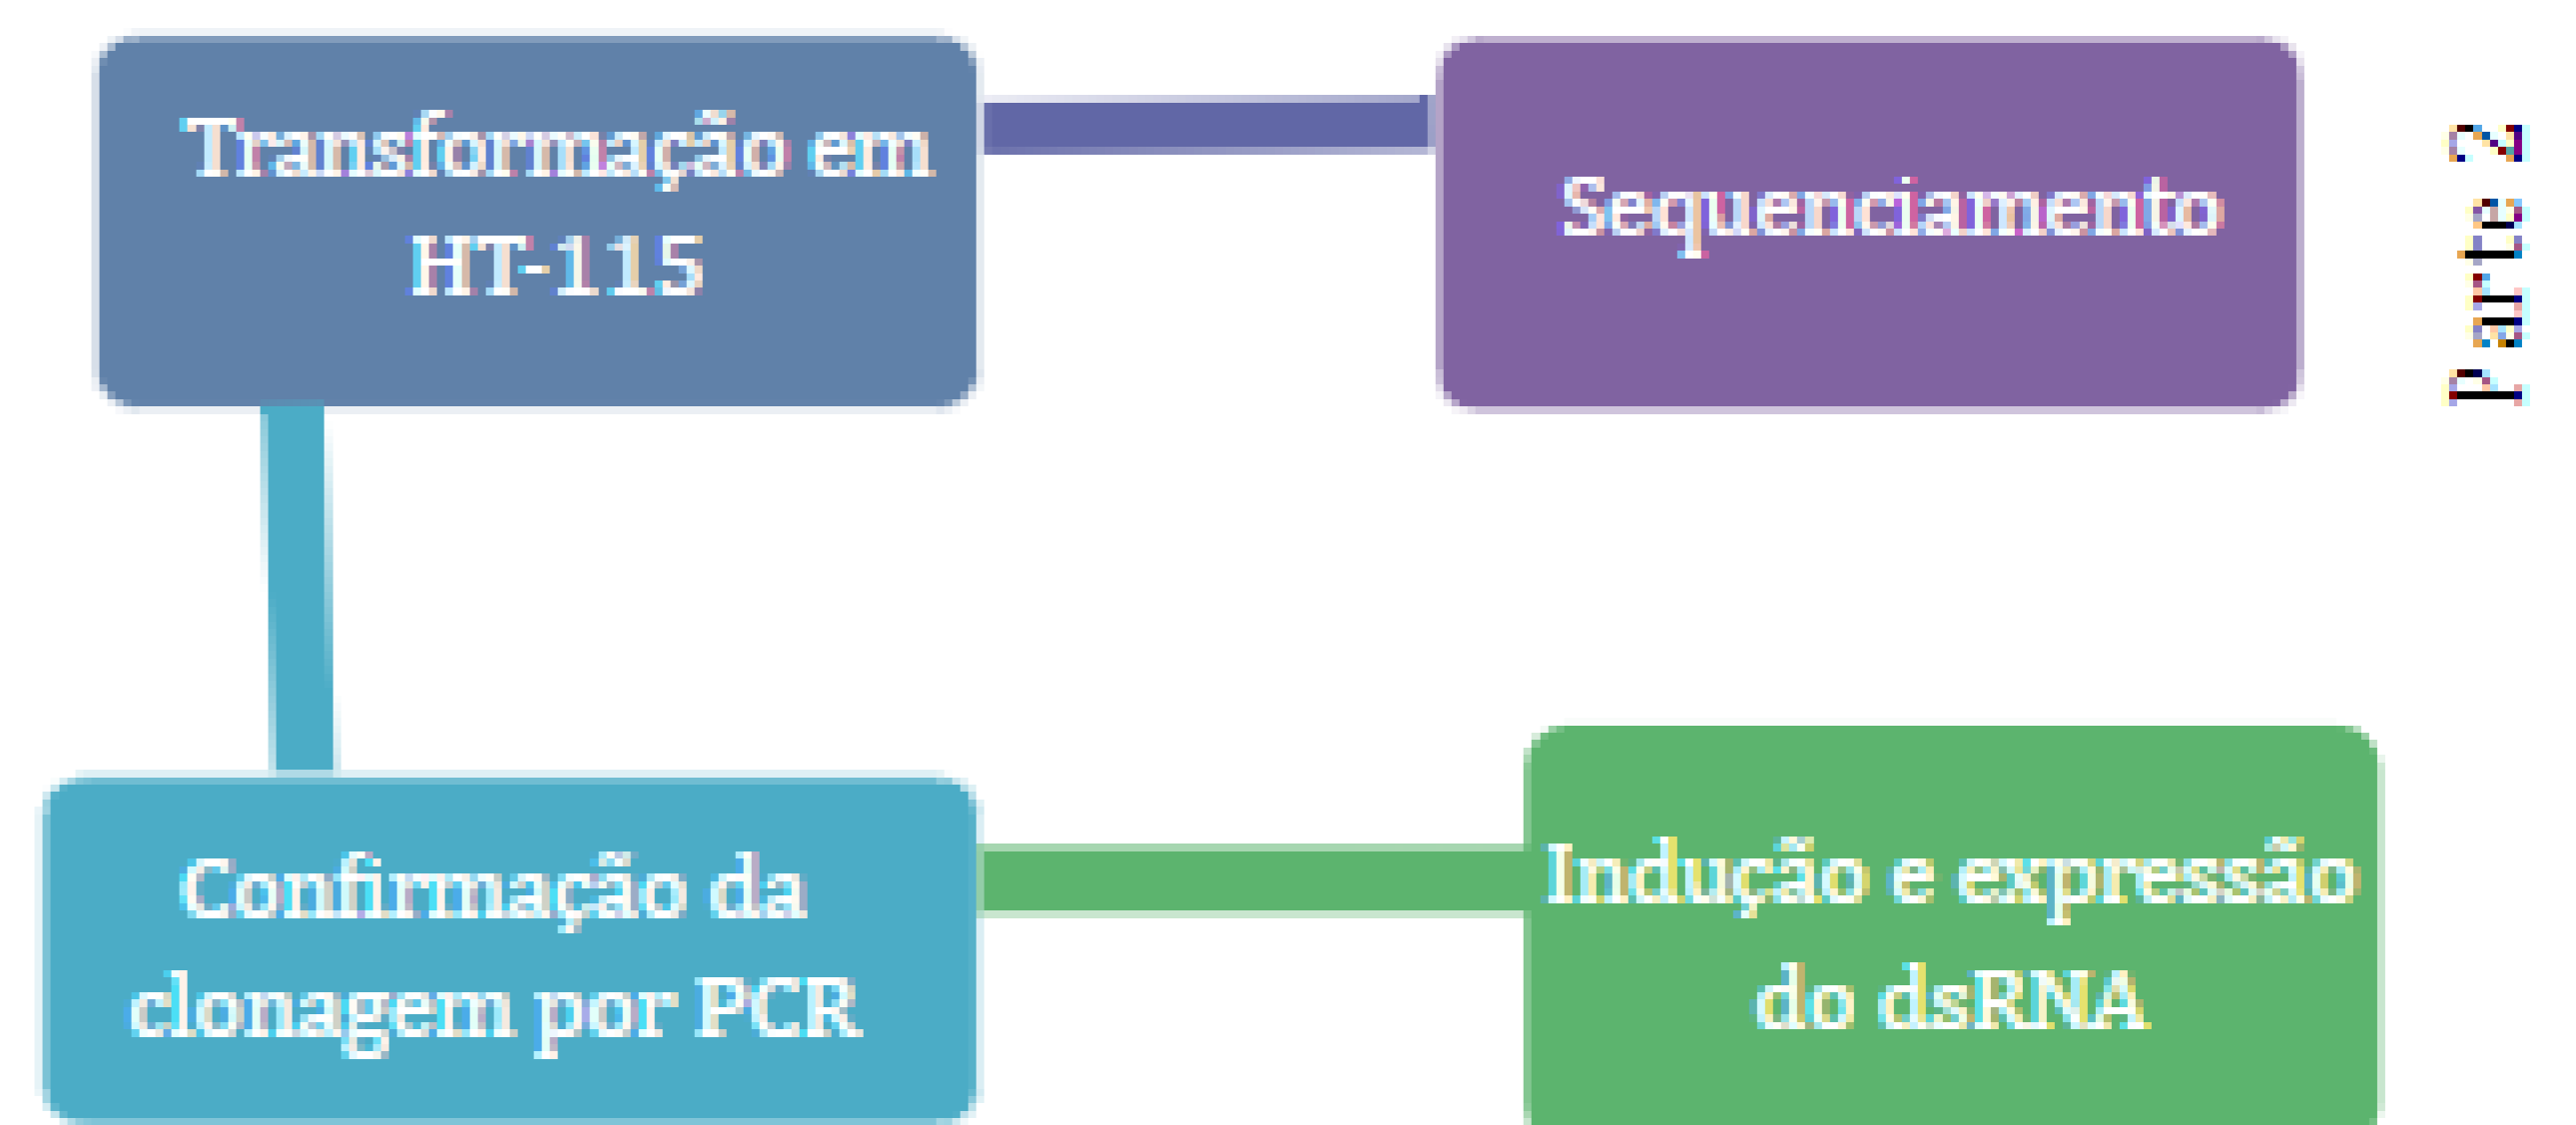 Transformação em
HT-115
Sequenciamento
Parte 2
Confirmação da
clonagem por PCR
Indução e expressão
do dsRNA